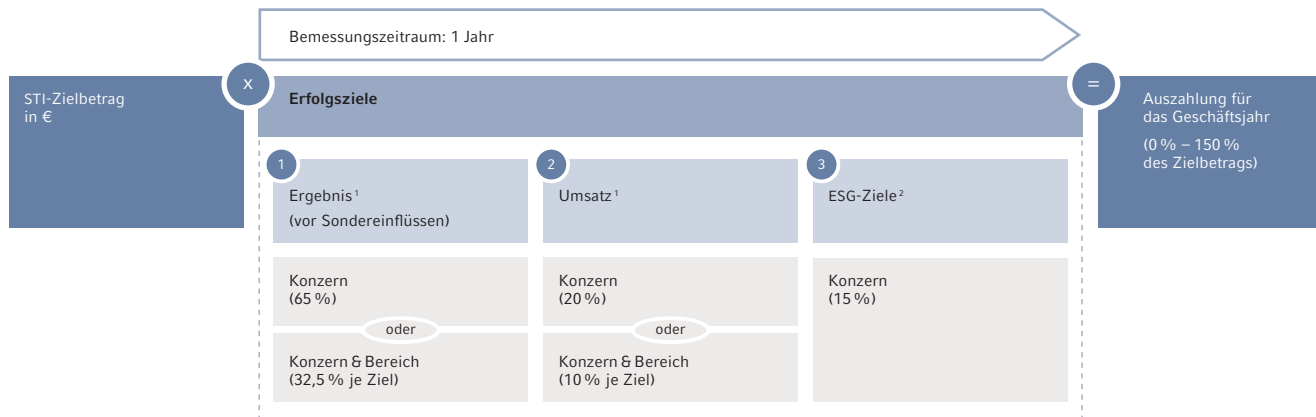 Bemessungszeitraum: 1 Jahr
STI-Zielbetrag
in €
x
Erfolgsziele
=
Auszahlung für
das Geschäftsjahr
(0 % – 150 %
des Zielbetrags)
1
Ergebnis¹
(vor Sondereinflüssen)
2
Umsatz¹
3
ESG-Ziele²
Konzern
(65 %)
oder
Konzern & Bereich
(32,5 % je Ziel)
Konzern
(20 %)
oder
Konzern & Bereich
(10 % je Ziel)
Konzern
(15 %)